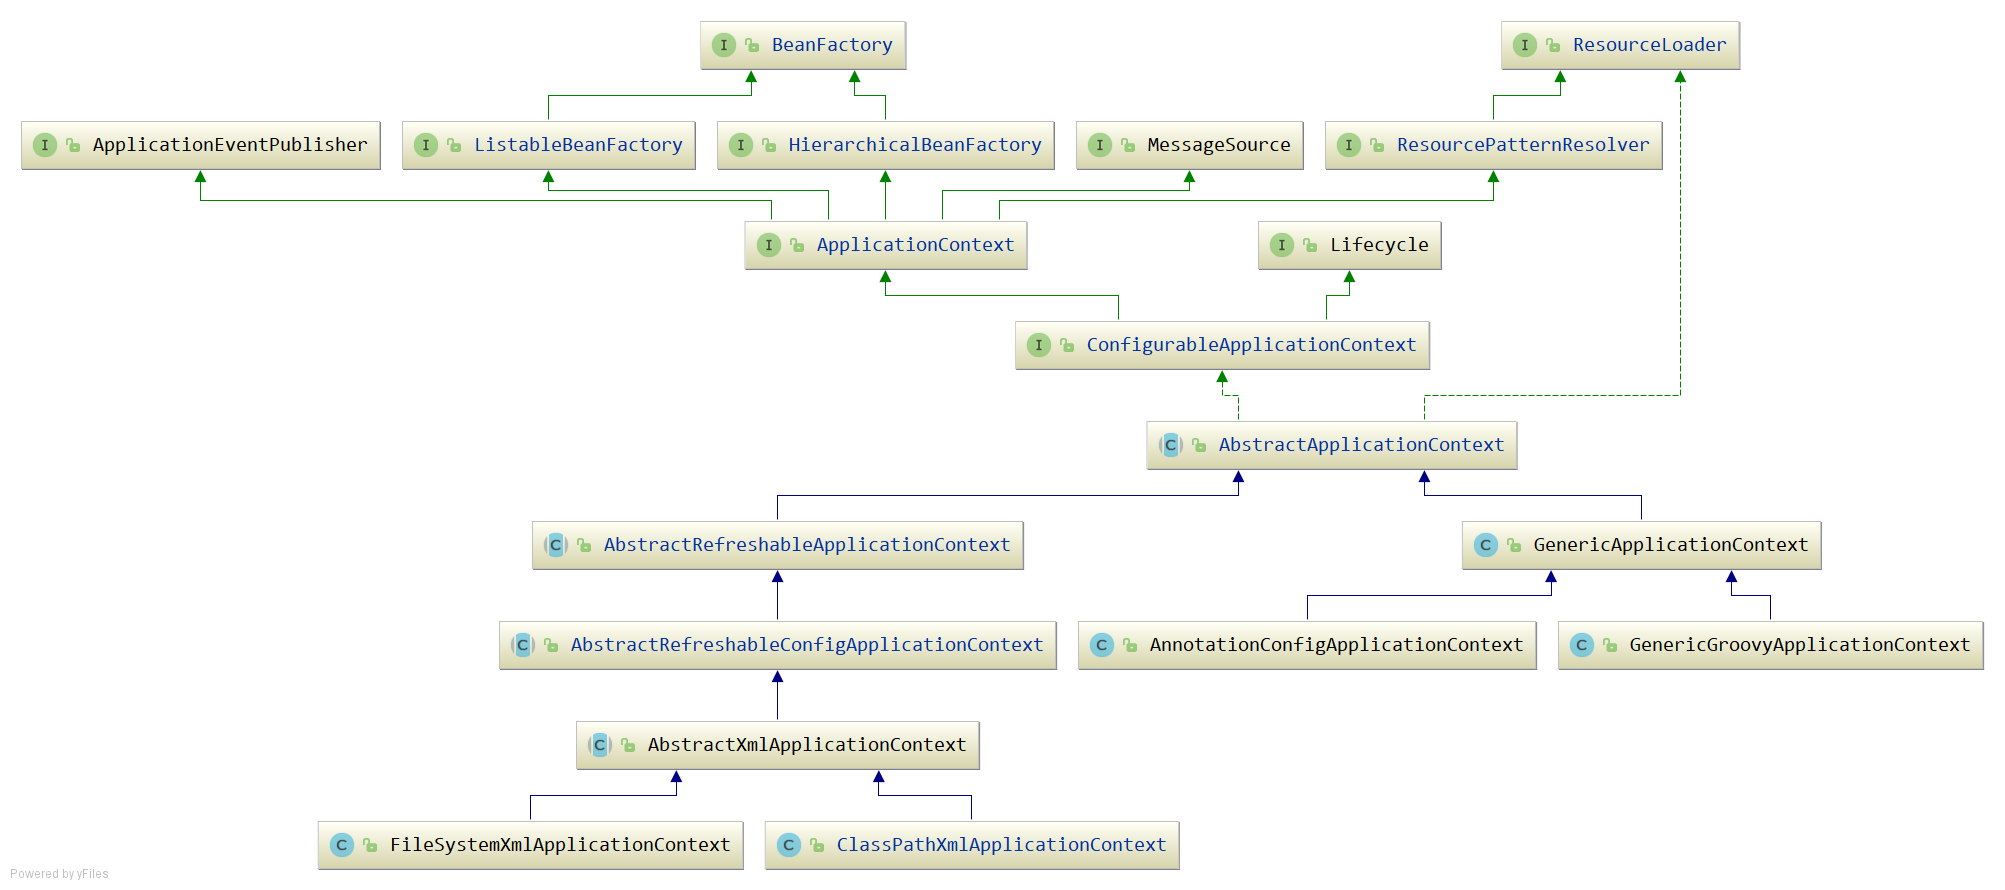 BeanFactory
ResourceLoader
ApplicationEventPublisher
ListableBeanFactory
HierarchicalBeanFactory
MessageSource
ResourcePatternResolver
ApplicationContext
Lifecycle
ConfigurableApplicationContext
AbstractApplicationContext
AbstractRefreshableApplicationContext
GenericApplicationContext
AbstractRefreshableConfigApplicationContext
AnnotationConfigApplicationContext
GenericGroovyApplicationContext
AbstractXmlApplicationContext
FileSystemXmlApplicationContext
ClassPathXmlApplicationContext
Powered by yFiles